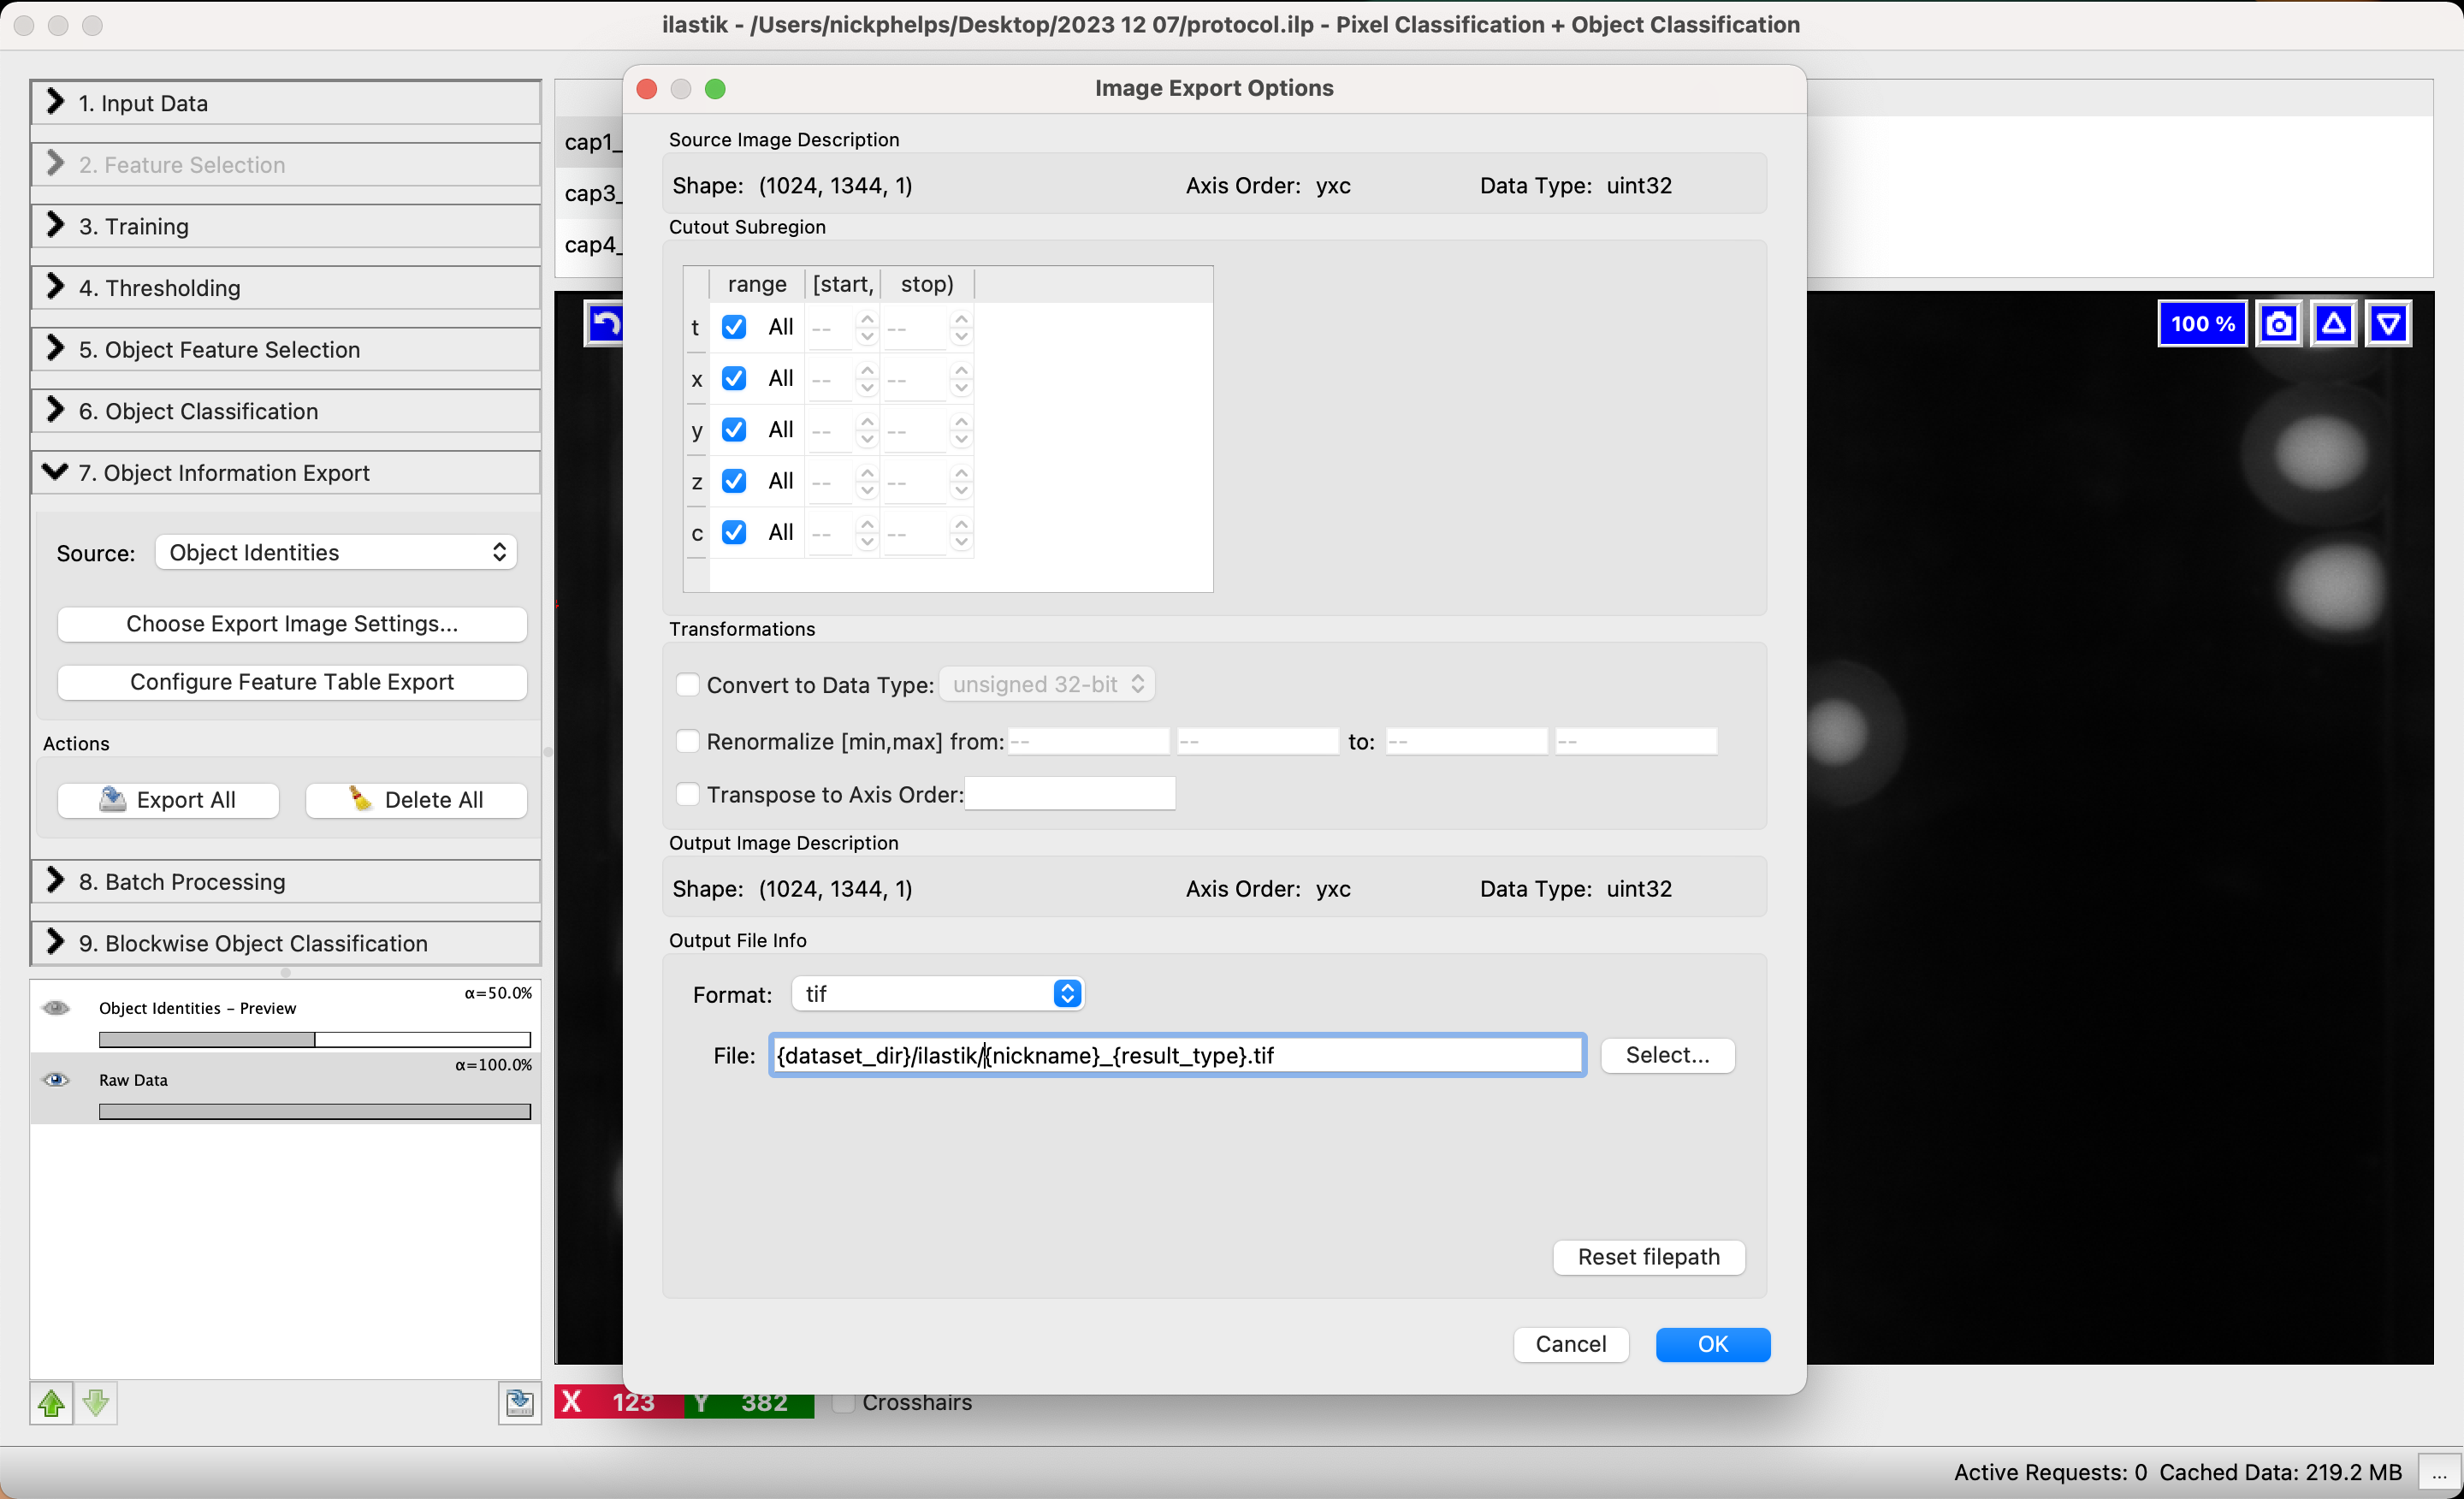 ilastik - /Users/nickphelps/Desktop/2023 12 07/protocol.ilp - Pixel Classification + Object Classification
1. Input Data
2. Feature Selection
3. Training
4. Thresholding
5. Object Feature Selection
6. Object Classification
7. Object Information Export
Source: Object Identities
Choose Export Image Settings...
Configure Feature Table Export
Actions
Export All
Delete All
8. Batch Processing
9. Blockwise Object Classification
α=50.0%
Object Identities - Preview
α=100.0%
Raw Data
cap1_
cap3_
cap4_
Image Export Options
Source Image Description
Shape: (1024, 1344, 1) Axis Order: yxc Data Type: uint32
Cutout Subregion
range [start, stop)
t All -- --
x All -- --
y All -- --
z All -- --
c All -- --
Transformations
Convert to Data Type: unsigned 32-bit
Renormalize [min,max] from: -- -- to: -- --
Transpose to Axis Order:
Output Image Description
Shape: (1024, 1344, 1) Axis Order: yxc Data Type: uint32
Output File Info
Format: tif
File: {dataset_dir}/ilastik/{nickname}_{result_type}.tif Select...
Reset filepath
Cancel OK
100 %
X 123 Y 382 Crosshairs
Active Requests: 0 Cached Data: 219.2 MB ...